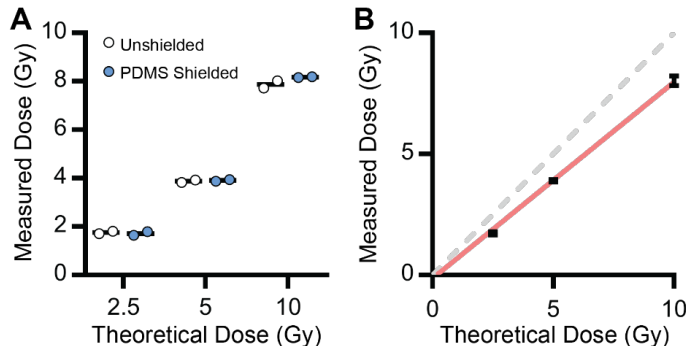 A
Measured Dose (Gy)
10
8
6
4
2
0
Unshielded
PDMS Shielded
2.5
5
10
Theoretical Dose (Gy)
B
Measured Dose (Gy)
10
5
0
0
5
10
Theoretical Dose (Gy)